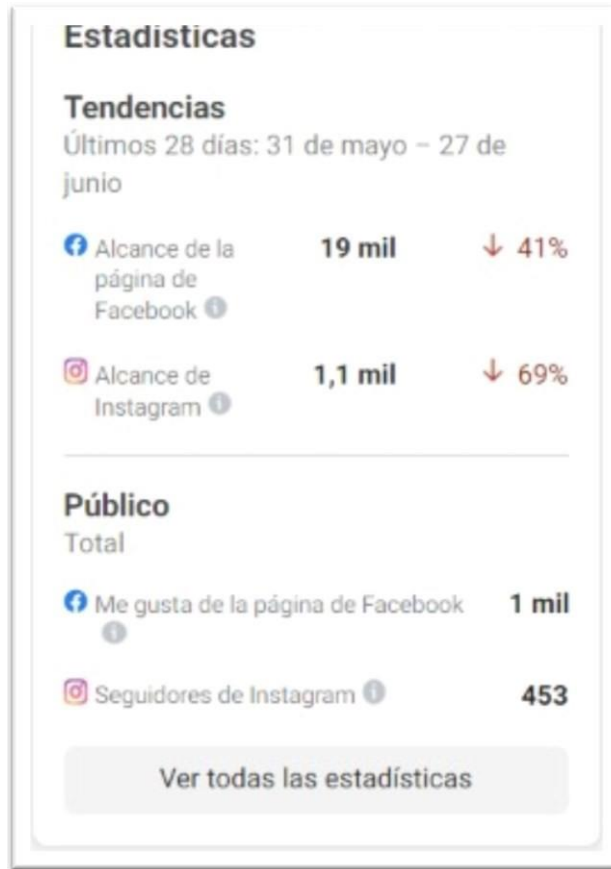 Estadísticas
Tendencias
Últimos 28 días: 31 de mayo – 27 de
junio
Alcance de la 19 mil ↓ 41%
página de
Facebook
Alcance de 1,1 mil ↓ 69%
Instagram
Público
Total
Me gusta de la página de Facebook 1 mil
Seguidores de Instagram 453
Ver todas las estadísticas